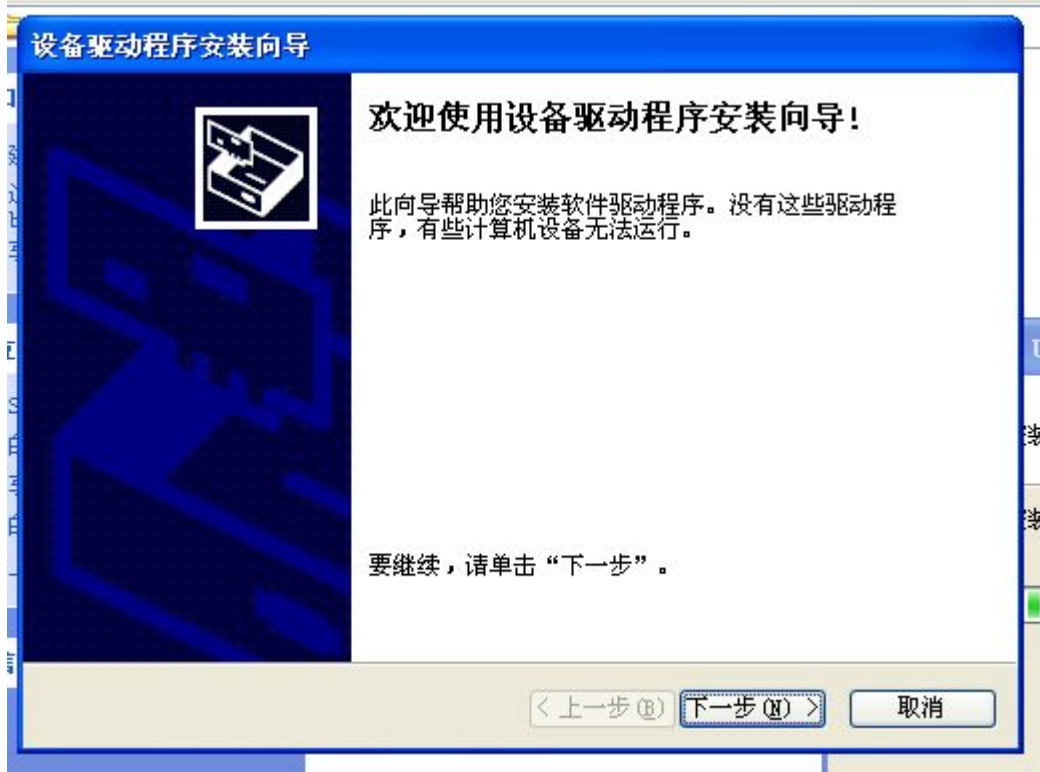 设备驱动程序安装向导
欢迎使用设备驱动程序安装向导!
此向导帮助您安装软件驱动程序。没有这些驱动程
序，有些计算机设备无法运行。
要继续，请单击“下一步”。
< 上一步(B)
下一步(N) >
取消